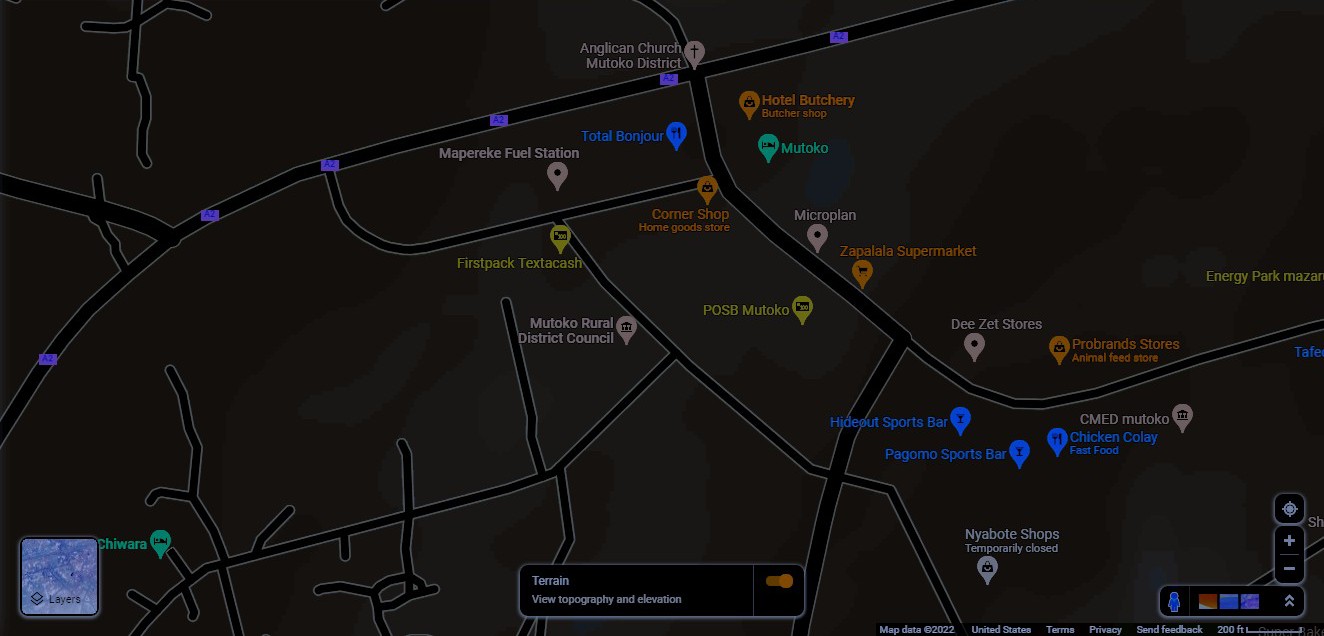 A2
Anglican Church
Mutoko District
A2
Hotel Butchery
Butcher shop
A2
Total Bonjour
Mutoko
Mapereke Fuel Station
A2
Corner Shop
Home goods store
A2
Microplan
Zapalala Supermarket
Firstpack Textacash
Energy Park mazar
POSB Mutoko
Mutoko Rural
District Council
Dee Zet Stores
Probrands Stores
Animal feed store
A2
Tafe
Hideout Sports Bar
CMED mutoko
Chicken Colay
Fast Food
Pagomo Sports Bar
Sh
Chiwara
Nyabote Shops
Temporarily closed
Terrain
View topography and elevation
Layers
Map data ©2022 United States Terms Privacy Send feedback 200 ft